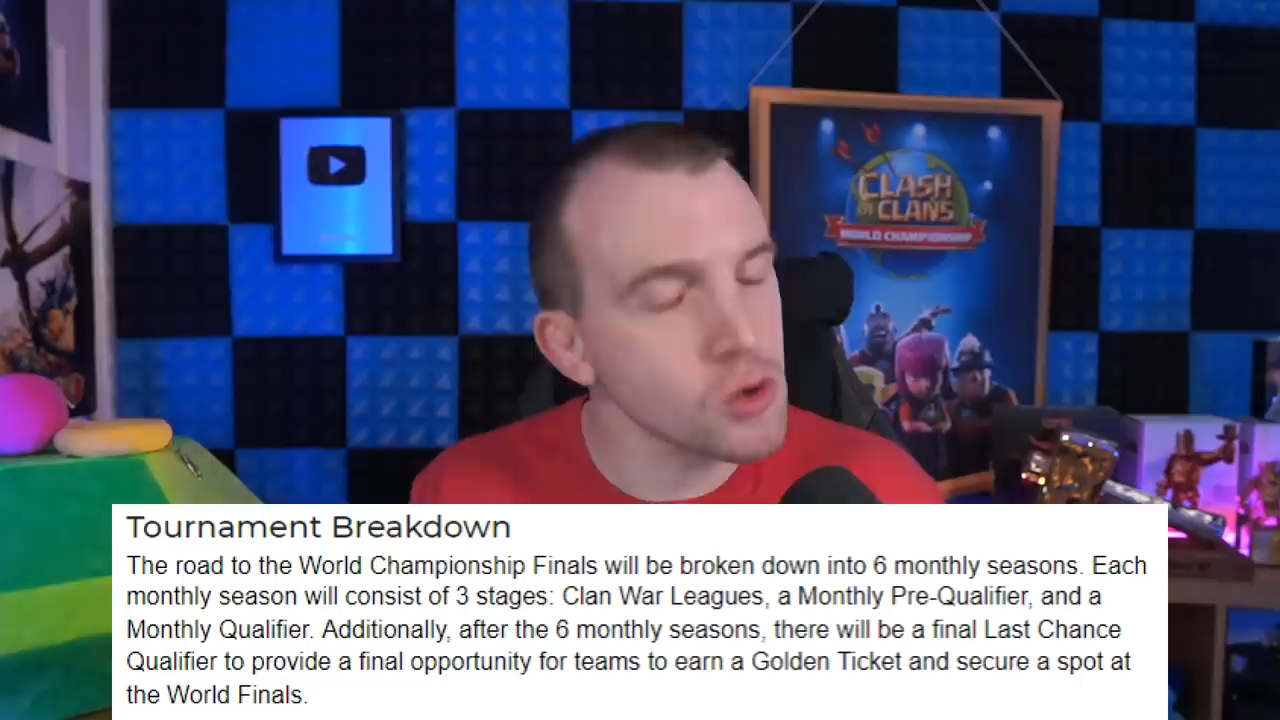 CLASH
OF
CLANS
WORLD CHAMPIONSHIP
Tournament Breakdown
The road to the World Championship Finals will be broken down into 6 monthly seasons. Each
monthly season will consist of 3 stages: Clan War Leagues, a Monthly Pre-Qualifier, and a
Monthly Qualifier. Additionally, after the 6 monthly seasons, there will be a final Last Chance
Qualifier to provide a final opportunity for teams to earn a Golden Ticket and secure a spot at
the World Finals.